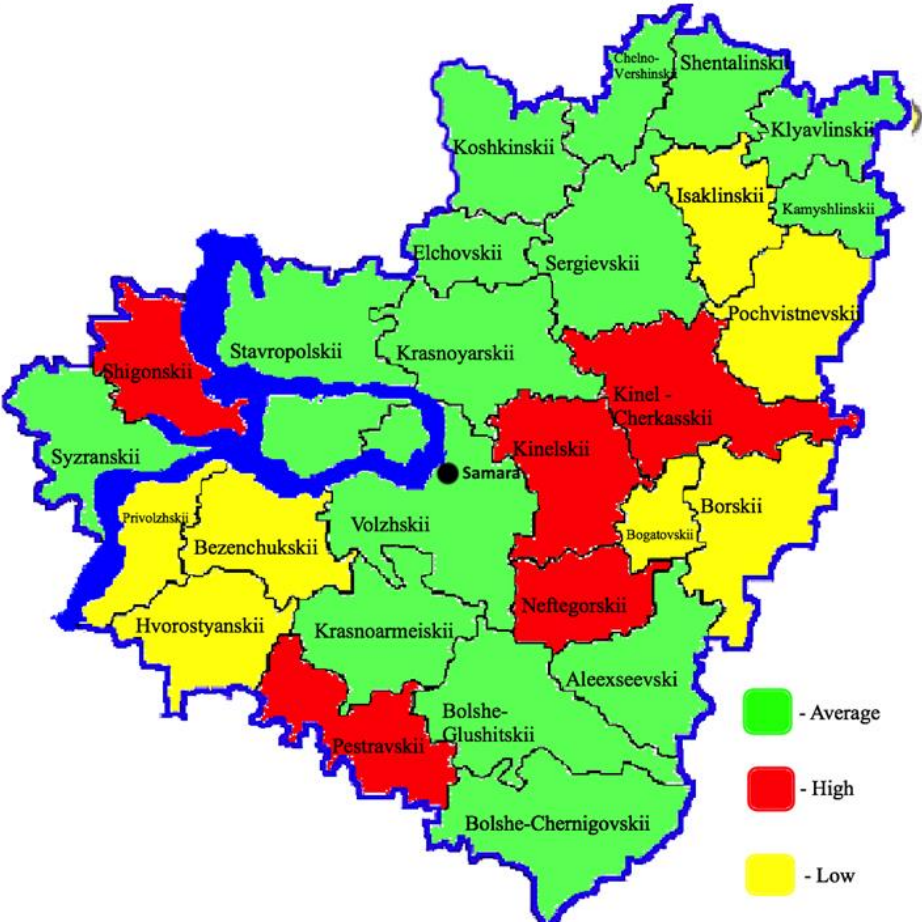 Chelno-
Vershinskii
Shentalinskii
Klyavlinskii
Koshkinskii
Isaklinskii
Kamyshlinskii
Elchovskii
Sergievskii
Pochvistnevskii
Stavropolskii
Krasnoyarskii
Shigonskii
Kinel -
Cherkasskii
Kinelskii
Syzranskii
Samara
Borskii
Privolzhskii
Volzhskii
Bogatovskii
Bezenchukskii
Neftegorskii
Hvorostyanskii
Krasnoarmeiskii
Aleexseevski
Bolshe-
Glushitskii
- Average
Pestravskii
- High
Bolshe-Chernigovskii
- Low